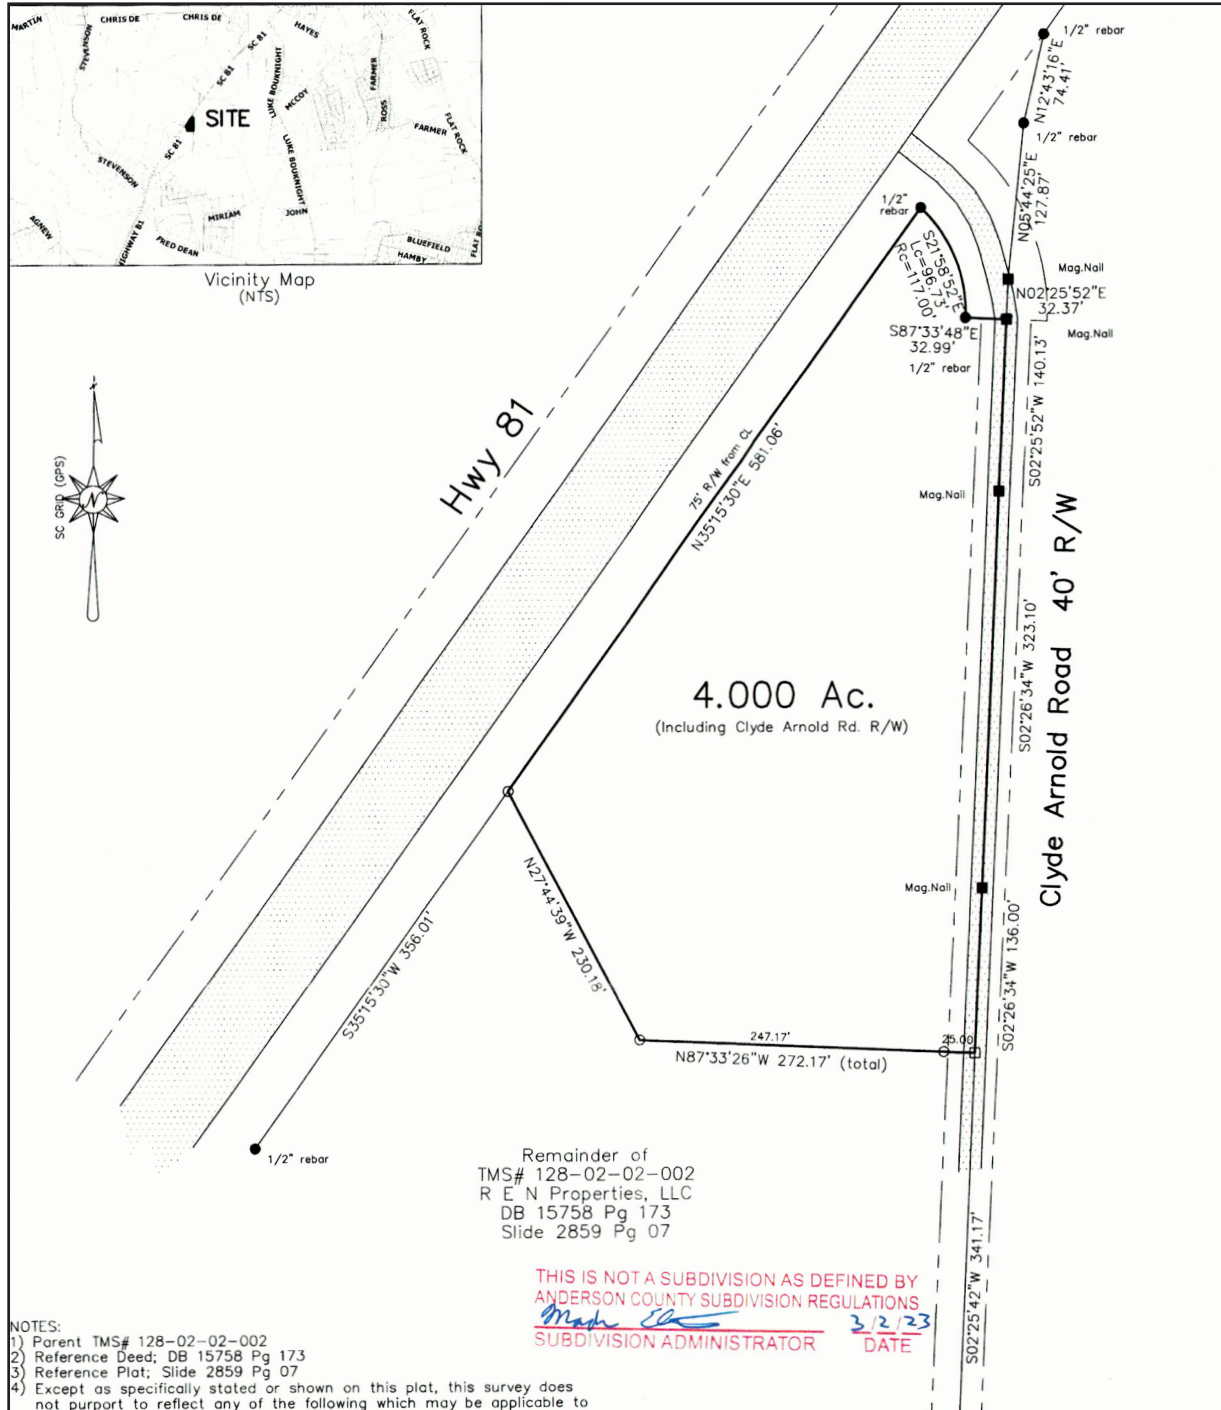 MARTIN
CHRIS DE
CHRIS DE
STEVENSON
SC 81
HAYES
FLAT ROCK
SC 81
LUKE BOUKNIGHT
MCCOY
FARMER
ROSS
SITE
SC 81
FARMER
FLAT ROCK
STEVENSON
LUKE BOUKNIGHT
AGNEW
HIGHWAY 81
MIRIAM
JOHN
FRED DEAN
BLUEFIELD
HAMBY
Vicinity Map
(NTS)
SC GRID (GPS)
N
Hwy 81
1/2" rebar
N12°43'16"E
74.41'
1/2" rebar
N05°44'25"E
127.87'
1/2"
rebar
S21°58'52"E
Lc=96.73'
Rc=117.00'
Mag.Nail
N02°25'52"E
32.37'
S87°33'48"E
32.99'
Mag.Nail
1/2" rebar
S02°25'52"W 140.13'
75' R/W from CL
N35°15'30"E 581.06'
Mag.Nail
S02°26'34"W 323.10'
Clyde Arnold Road 40' R/W
4.000 Ac.
(Including Clyde Arnold Rd. R/W)
Mag.Nail
N27°44'39"W 230.18'
S35°15'30"W 356.01'
S02°26'34"W 136.00'
247.17'
25.00
N87°33'26"W 272.17' (total)
1/2" rebar
Remainder of
TMS# 128-02-02-002
R E N Properties, LLC
DB 15758 Pg 173
Slide 2859 Pg 07
S02°25'42"W 341.17'
THIS IS NOT A SUBDIVISION AS DEFINED BY
ANDERSON COUNTY SUBDIVISION REGULATIONS
3/2/23
SUBDIVISION ADMINISTRATOR DATE
NOTES:
1) Parent TMS# 128-02-02-002
2) Reference Deed; DB 15758 Pg 173
3) Reference Plat; Slide 2859 Pg 07
4) Except as specifically stated or shown on this plat, this survey does
not purport to reflect any of the following which may be applicable to